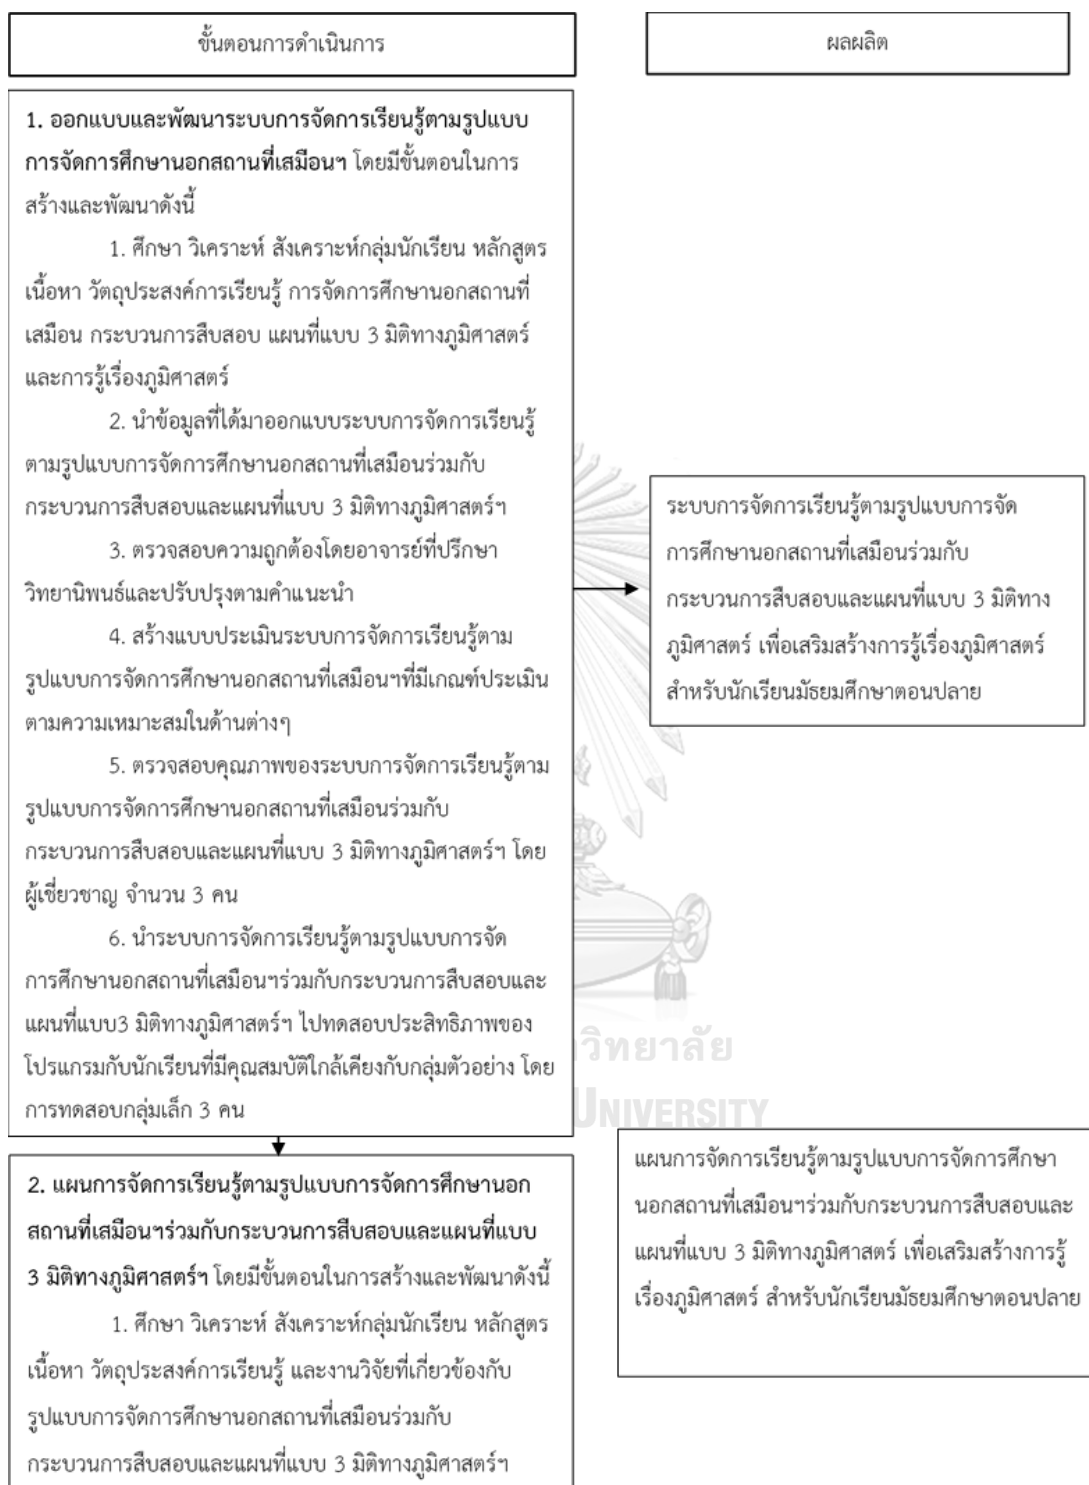 ขั้นตอนการดำเนินการ
ผลผลิต
1. ออกแบบและพัฒนาระบบการจัดการเรียนรู้ตามรูปแบบ
การจัดการศึกษานอกสถานที่เสมือนฯ โดยมีขั้นตอนในการ
สร้างและพัฒนาดังนี้
1. ศึกษา วิเคราะห์ สังเคราะห์กลุ่มนักเรียน หลักสูตร
เนื้อหา วัตถุประสงค์การเรียนรู้ การจัดการศึกษานอกสถานที่
เสมือน กระบวนการสืบสอบ แผนที่แบบ 3 มิติทางภูมิศาสตร์
และการรู้เรื่องภูมิศาสตร์
2. นำข้อมูลที่ได้มาออกแบบระบบการจัดการเรียนรู้
ตามรูปแบบการจัดการศึกษานอกสถานที่เสมือนร่วมกับ
กระบวนการสืบสอบและแผนที่แบบ 3 มิติทางภูมิศาสตร์ฯ
3. ตรวจสอบความถูกต้องโดยอาจารย์ที่ปรึกษา
วิทยานิพนธ์และปรับปรุงตามคำแนะนำ
4. สร้างแบบประเมินระบบการจัดการเรียนรู้ตาม
รูปแบบการจัดการศึกษานอกสถานที่เสมือนฯที่มีเกณฑ์ประเมิน
ตามความเหมาะสมในด้านต่างๆ
5. ตรวจสอบคุณภาพของระบบการจัดการเรียนรู้ตาม
รูปแบบการจัดการศึกษานอกสถานที่เสมือนร่วมกับ
กระบวนการสืบสอบและแผนที่แบบ 3 มิติทางภูมิศาสตร์ฯ โดย
ผู้เชี่ยวชาญ จำนวน 3 คน
6. นำระบบการจัดการเรียนรู้ตามรูปแบบการจัด
การศึกษานอกสถานที่เสมือนฯร่วมกับกระบวนการสืบสอบและ
แผนที่แบบ3 มิติทางภูมิศาสตร์ฯ ไปทดสอบประสิทธิภาพของ
โปรแกรมกับนักเรียนที่มีคุณสมบัติใกล้เคียงกับกลุ่มตัวอย่าง โดย
การทดสอบกลุ่มเล็ก 3 คน
ระบบการจัดการเรียนรู้ตามรูปแบบการจัด
การศึกษานอกสถานที่เสมือนร่วมกับ
กระบวนการสืบสอบและแผนที่แบบ 3 มิติทาง
ภูมิศาสตร์ เพื่อเสริมสร้างการรู้เรื่องภูมิศาสตร์
สำหรับนักเรียนมัธยมศึกษาตอนปลาย
วิทยาลัย
UNIVERSITY
2. แผนการจัดการเรียนรู้ตามรูปแบบการจัดการศึกษานอก
สถานที่เสมือนฯร่วมกับกระบวนการสืบสอบและแผนที่แบบ
3 มิติทางภูมิศาสตร์ฯ โดยมีขั้นตอนในการสร้างและพัฒนาดังนี้
1. ศึกษา วิเคราะห์ สังเคราะห์กลุ่มนักเรียน หลักสูตร
เนื้อหา วัตถุประสงค์การเรียนรู้ และงานวิจัยที่เกี่ยวข้องกับ
รูปแบบการจัดการศึกษานอกสถานที่เสมือนร่วมกับ
กระบวนการสืบสอบและแผนที่แบบ 3 มิติทางภูมิศาสตร์ฯ
แผนการจัดการเรียนรู้ตามรูปแบบการจัดการศึกษา
นอกสถานที่เสมือนฯร่วมกับกระบวนการสืบสอบและ
แผนที่แบบ 3 มิติทางภูมิศาสตร์ เพื่อเสริมสร้างการรู้
เรื่องภูมิศาสตร์ สำหรับนักเรียนมัธยมศึกษาตอนปลาย